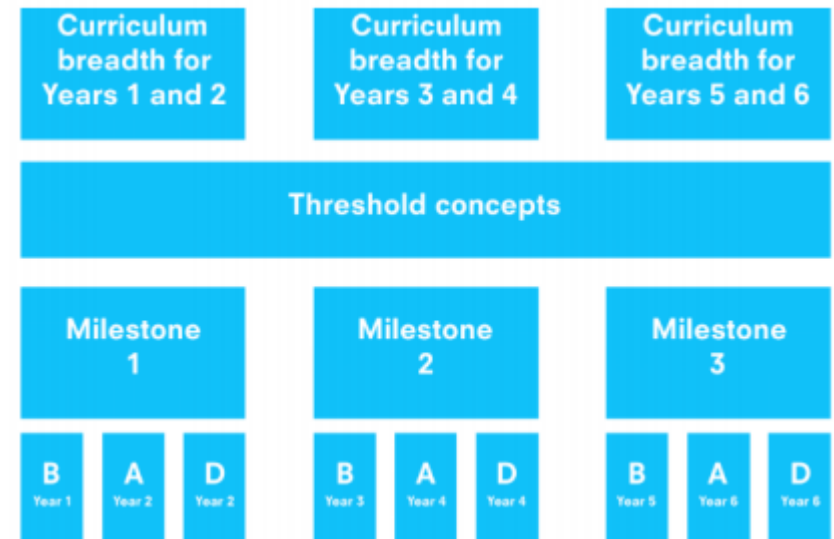 Curriculum
breadth for
Years 1 and 2
Curriculum
breadth for
Years 3 and 4
Curriculum
breadth for
Years 5 and 6
Threshold concepts
Milestone
1
Milestone
2
Milestone
3
B
Year 1
A
Year 2
D
Year 2
B
Year 3
A
Year 4
D
Year 4
B
Year 5
A
Year 6
D
Year 6